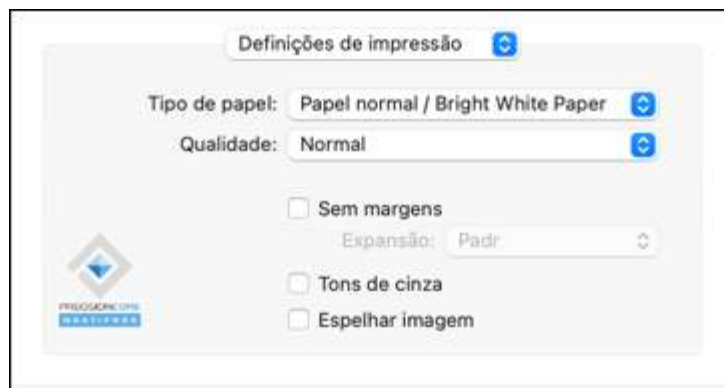 Definições de impressão
Tipo de papel: Papel normal / Bright White Paper
Qualidade: Normal
Sem margens
Expansão: Padr
Tons de cinza
PRECISIONCORE
Espelhar imagem